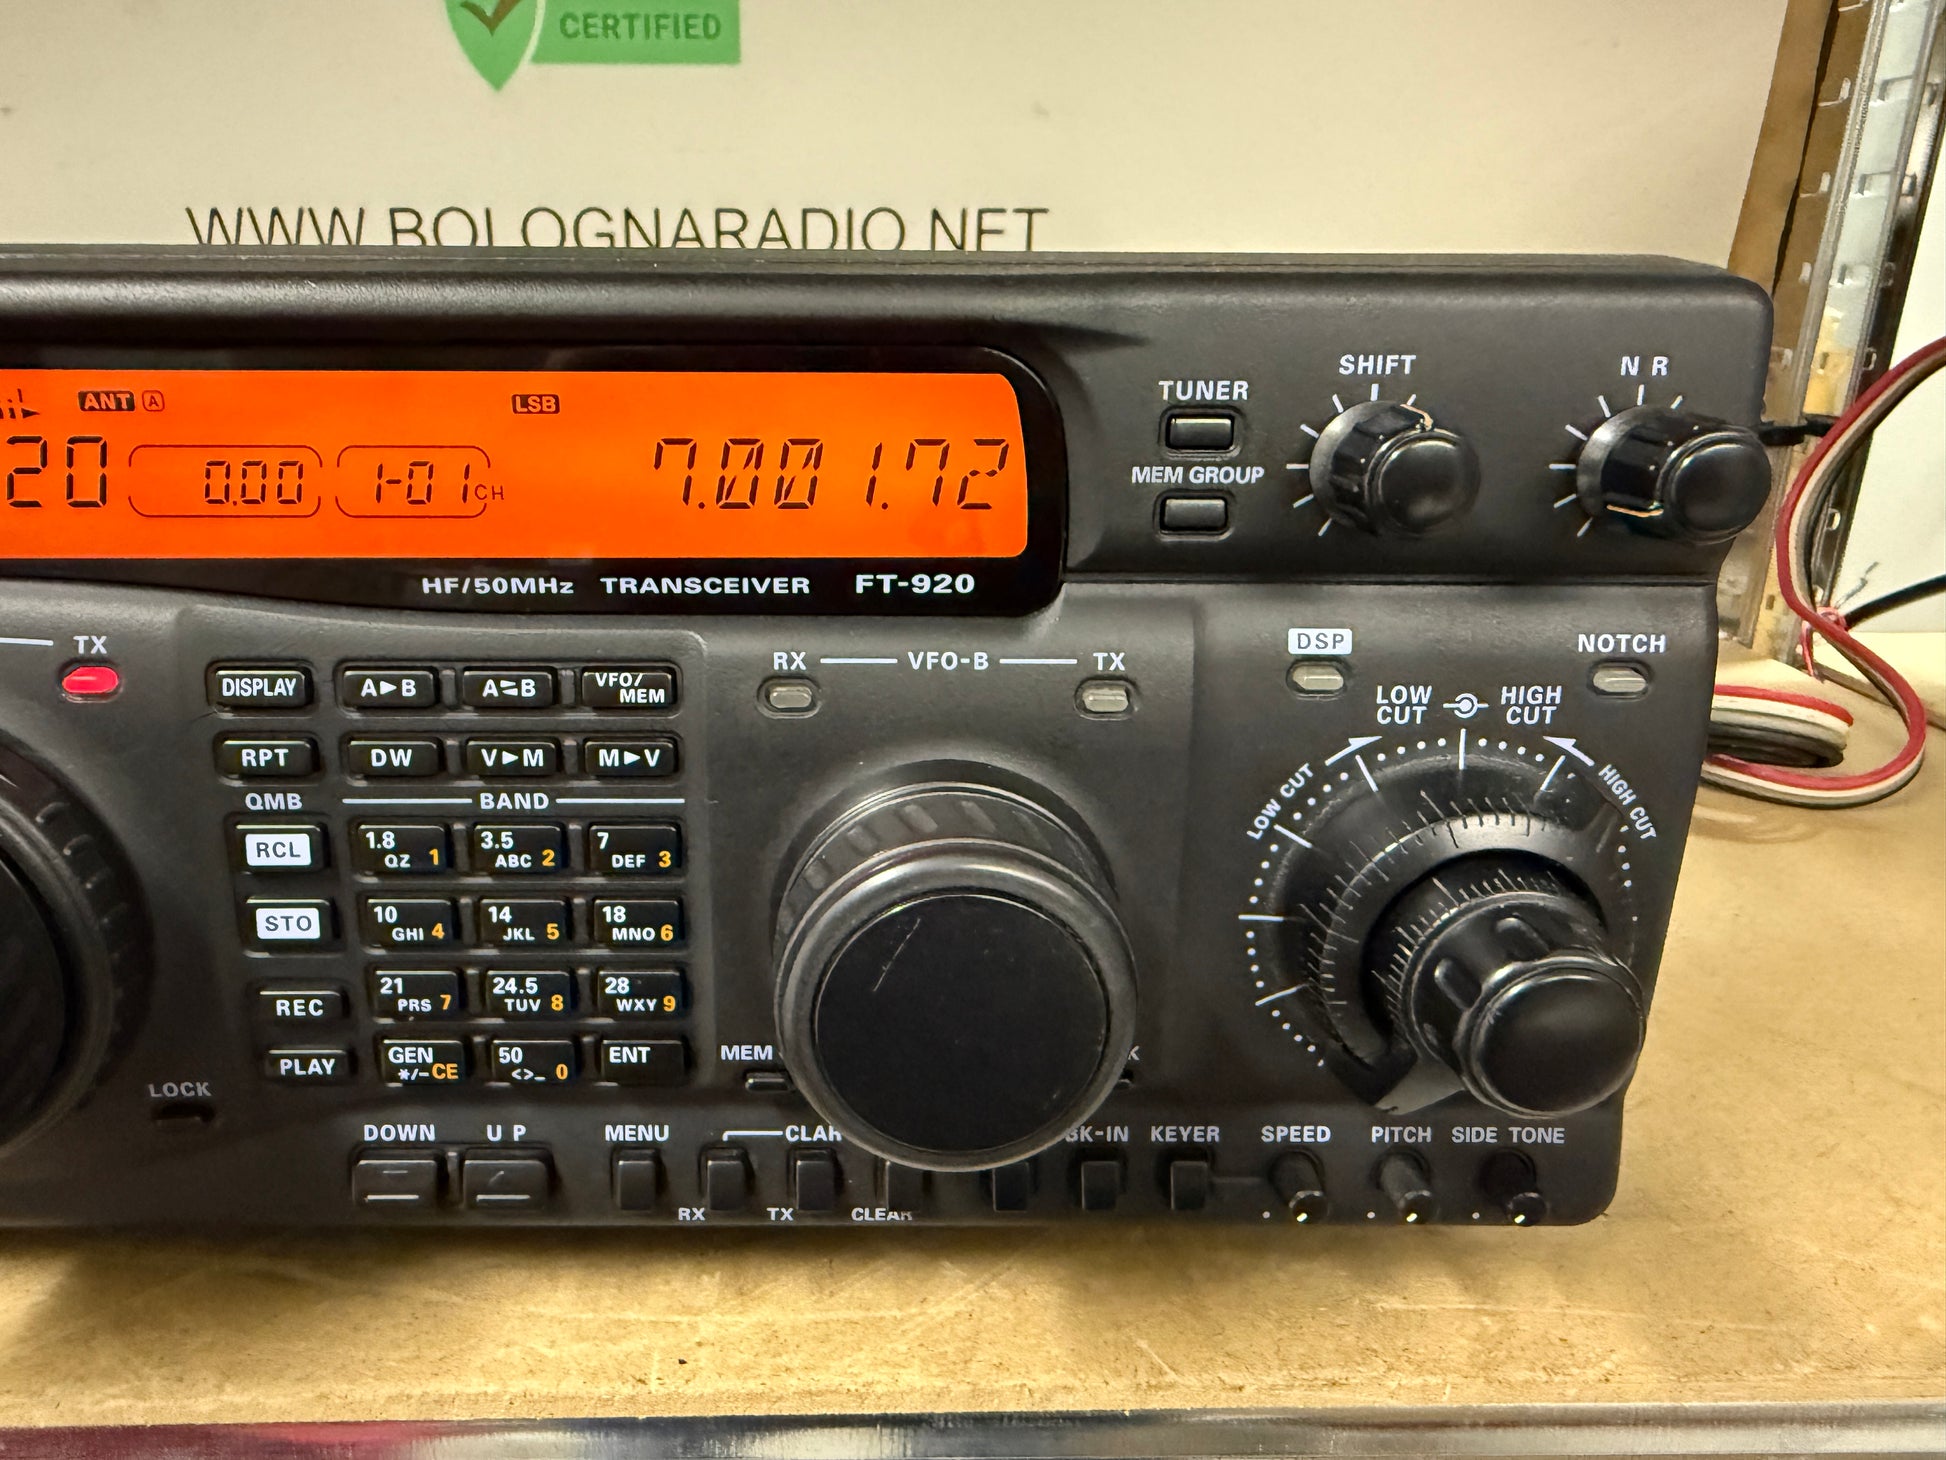 CERTIFIED
WWW.BOLOGNARADIO.NET
ANT A
LSB
20 0.00 1-01 CH 7.001.72
HF/50MHz TRANSCEIVER FT-920
TUNER
MEM GROUP
SHIFT
N R
TX
DISPLAY A►B A⇆B VFO/MEM
RPT DW V►M M►V
QMB BAND
RCL 1.8 QZ 1 3.5 ABC 2 7 DEF 3
STO 10 GHI 4 14 JKL 5 18 MNO 6
REC 21 PRS 7 24.5 TUV 8 28 WXY 9
PLAY GEN */-CE 50 <>_ 0 ENT
LOCK
RX VFO-B TX
MEM
DSP
NOTCH
LOW CUT HIGH CUT
LOW CUT HIGH CUT
DOWN UP MENU CLAR BK-IN KEYER SPEED PITCH SIDE TONE
RX TX CLEAR